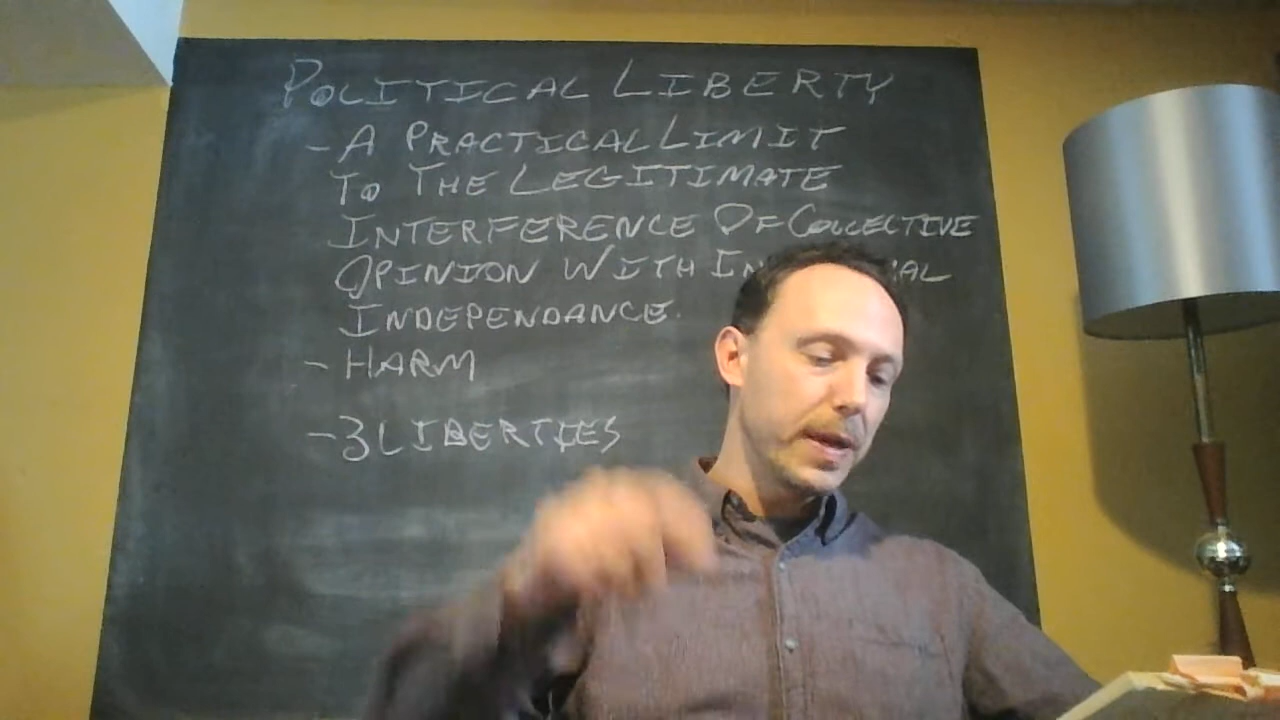 POLITICAL LIBERTY
- A PRACTICAL LIMIT
TO THE LEGITIMATE
INTERFERENCE OF COLLECTIVE
OPINION WITH
INDEPENDANCE.
- HARM
- 3 LIBERTIES